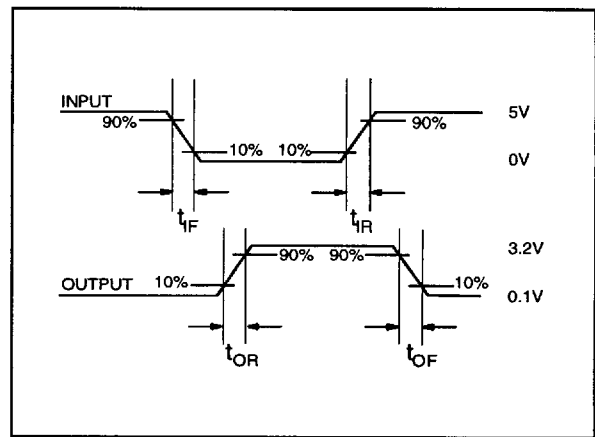 INPUT
5V
90%
90%
10%
10%
0V
tIF
tIR
3.2V
90%
90%
10%
10%
OUTPUT
0.1V
tOR
tOF